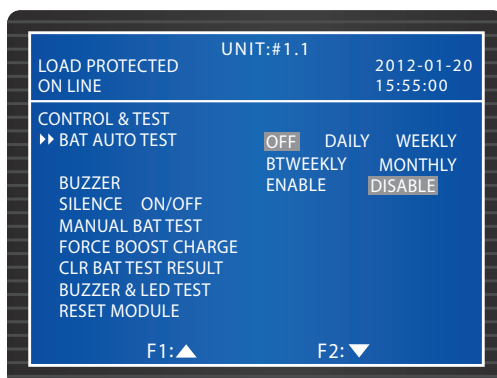 UNIT:#1.1
LOAD PROTECTED 2012-01-20
ON LINE 15:55:00
CONTROL & TEST
BAT AUTO TEST OFF DAILY WEEKLY
BTWEEKLY MONTHLY
BUZZER ENABLE DISABLE
SILENCE ON/OFF
MANUAL BAT TEST
FORCE BOOST CHARGE
CLR BAT TEST RESULT
BUZZER & LED TEST
RESET MODULE
F1:▲ F2:▼